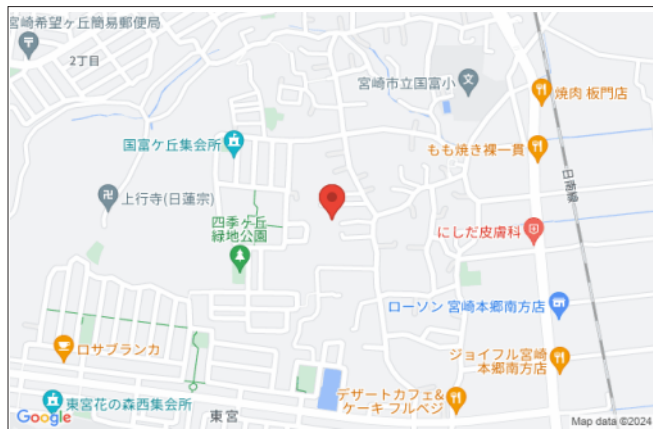 宮崎希望ヶ丘簡易郵便局
2丁目
宮崎市立国富小
焼肉 板門店
国富ケ丘集会所
もも焼き裸一貫
日南線
上行寺(日蓮宗)
四季ケ丘
緑地公園
にしだ皮膚科
ローソン 宮崎本郷南方店
ロサブランカ
ジョイフル宮崎
本郷南方店
デザートカフェ&
ケーキ フルベジ
東宮花の森西集会所
東宮
Google
Map data ©2024